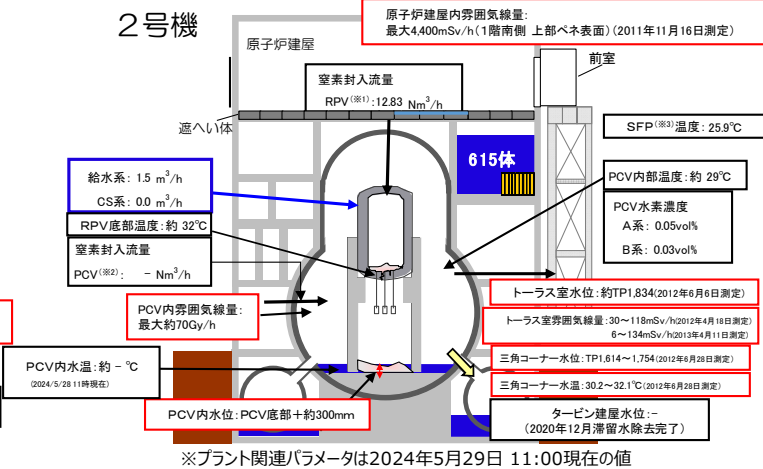 2号機
原子炉建屋内雰囲気線量:
最大4,400mSv/h(1階南側 上部ペネ表面)(2011年11月16日測定)
原子炉建屋
前室
窒素封入流量
RPV(※1):12.83 Nm³/h
遮へい体
SFP(※3)温度: 25.9℃
615体
給水系: 1.5 m³/h
CS系: 0.0 m³/h
PCV内部温度:約 29℃
RPV底部温度:約 32℃
PCV水素濃度
A系: 0.05vol%
B系: 0.03vol%
窒素封入流量
PCV(※2): - Nm³/h
トーラス室水位:約TP1,834(2012年6月6日測定)
PCV内雰囲気線量:
最大約70Gy/h
トーラス室雰囲気線量:30~118mSv/h(2012年4月18日測定)
6~134mSv/h(2013年4月11日測定)
三角コーナー水位:TP1,614~1,754(2012年6月28日測定)
PCV内水温:約 - ℃
(2024/5/28 11時現在)
三角コーナー水温:30.2~32.1℃(2012年6月28日測定)
PCV内水位:PCV底部+約300mm
タービン建屋水位:-
(2020年12月滞留水除去完了)
※プラント関連パラメータは2024年5月29日 11:00現在の値